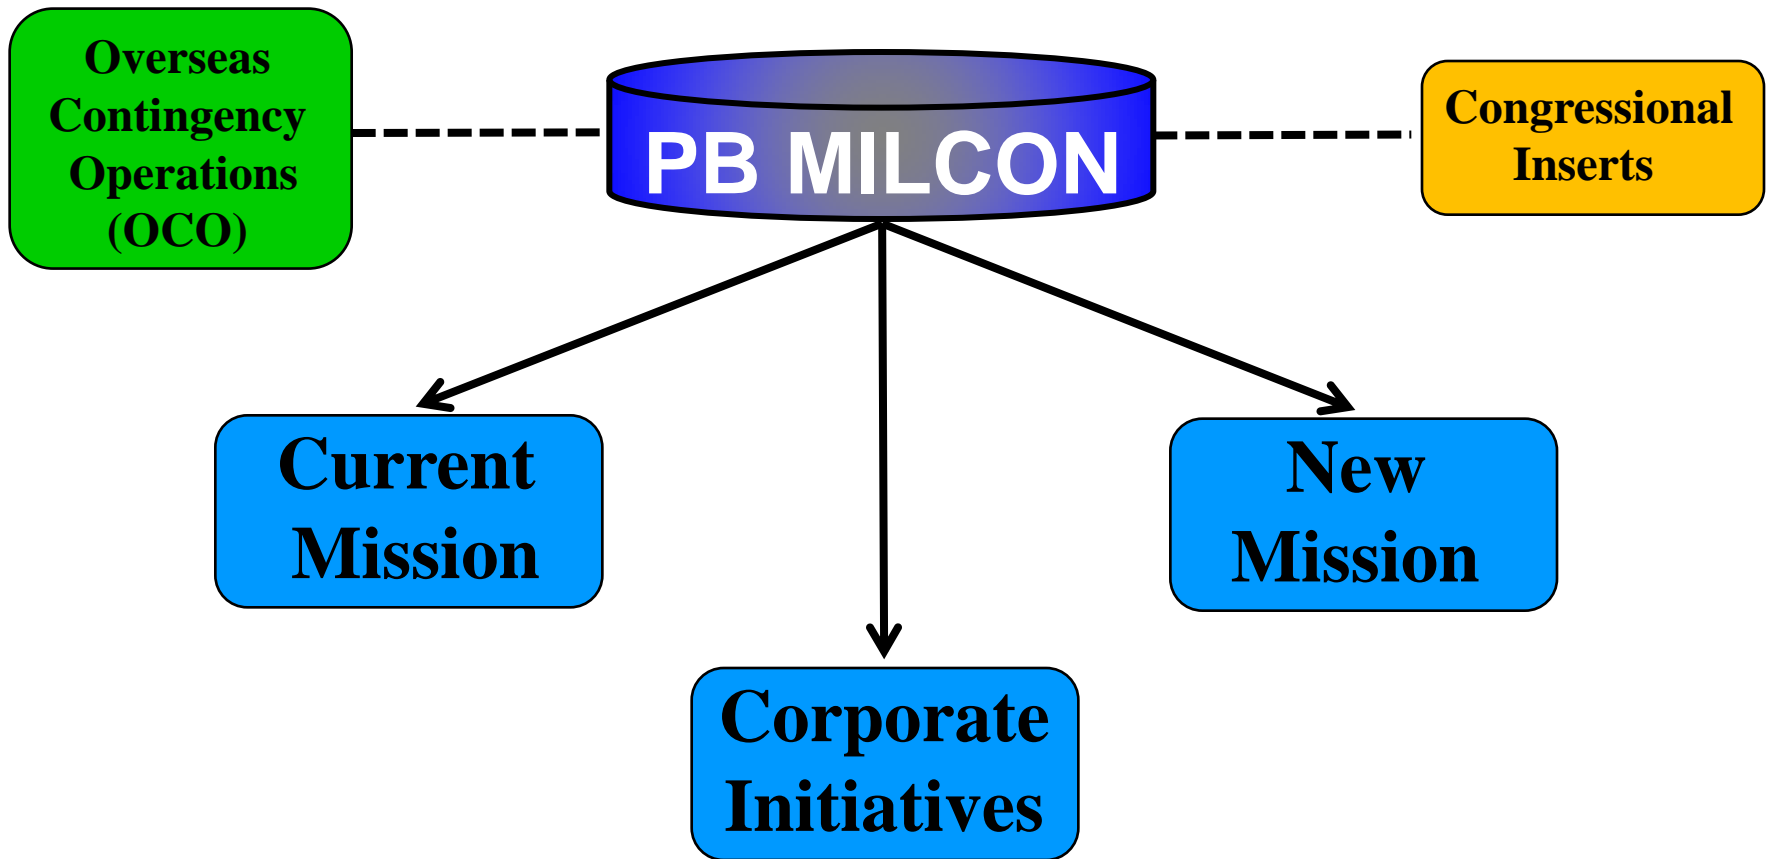 Overseas
Contingency
Operations
(OCO)
PB MILCON
Congressional
Inserts
Current
Mission
New
Mission
Corporate
Initiatives